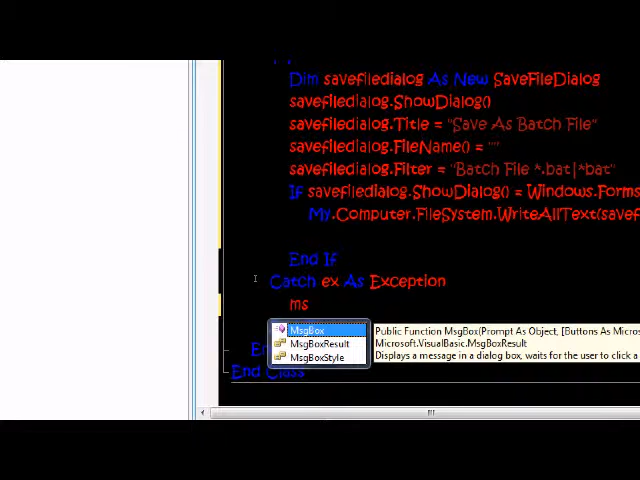 Dim savefiledialog As New SaveFileDialog
savefiledialog.ShowDialog()
savefiledialog.Title = "Save As Batch File"
savefiledialog.FileName() = ""
savefiledialog.Filter = "Batch File *.bat|*bat"
If savefiledialog.ShowDialog() = Windows.Forms
My.Computer.FileSystem.WriteAllText(savef
End If
Catch ex As Exception
ms
MsgBox
MsgBoxResult
MsgBoxStyle
Public Function MsgBox(Prompt As Object, [Buttons As Micros
Microsoft.VisualBasic.MsgBoxResult
Displays a message in a dialog box, waits for the user to click a
End Class